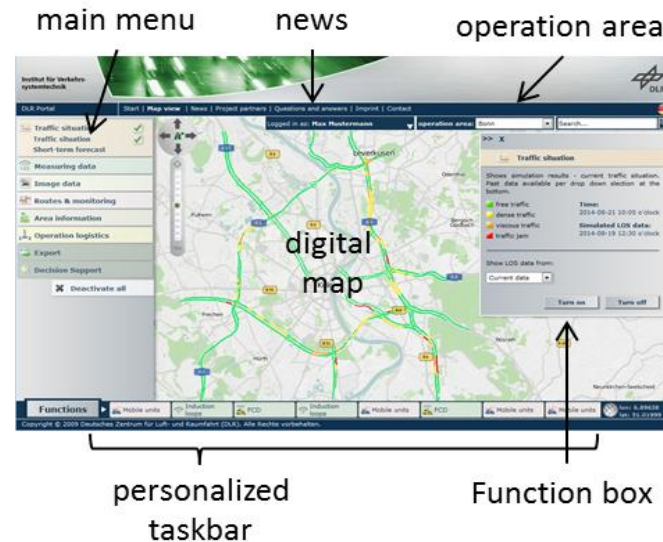 main menu
news
operation area
Institut für Verkehrs-
systemtechnik
DLR
DLR Portal
Start | Map view | News | Project partners | Questions and answers | Imprint | Contact
Logged in as: Max Mustermann
operation area: Bonn
Search...
Traffic situation
Traffic situation
Short-term forecast
Measuring data
Image data
Routes & monitoring
Area information
Operation logistics
Export
Decision Support
Deactivate all
Leverkusen
Pulheim
Frechen
Hürth
Rösrath
Neunkirchen-Seelscheid
digital
map
>> X
Traffic situation
Shows simulation results - current traffic situation.
Past data available per drop down selection at the
bottom.
free traffic
dense traffic
viscous traffic
traffic jam
Time:
2014-08-21 10:05 o'clock
Simulated LOS data:
2014-08-19 12:30 o'clock
Show LOS data from:
Current data
Turn on
Turn off
Functions
Mobile units
Induction
loops
FCD
Induction
loops
Mobile units
FCD
Mobile units
Mobile units
Copyright © 2009 Deutsches Zentrum für Luft- und Raumfahrt (DLR). Alle Rechte vorbehalten.
personalized
taskbar
Function box